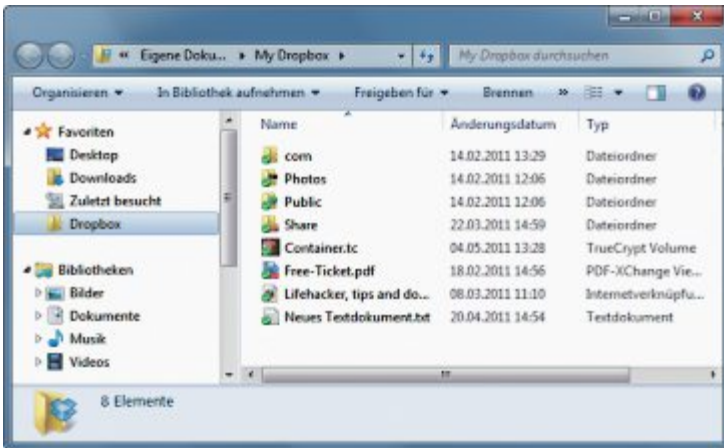 « Eigene Doku... ▸ My Dropbox ▸ My Dropbox durchsuchen
Organisieren In Bibliothek aufnehmen Freigeben für Brennen »
Favoriten
Desktop
Downloads
Zuletzt besucht
Dropbox
Bibliotheken
Bilder
Dokumente
Musik
Videos
Name Änderungsdatum Typ
com 14.02.2011 13:29 Dateiordner
Photos 14.02.2011 12:06 Dateiordner
Public 14.02.2011 12:06 Dateiordner
Share 22.03.2011 14:59 Dateiordner
Container.tc 04.05.2011 13:28 TrueCrypt Volume
Free-Ticket.pdf 18.02.2011 14:56 PDF-XChange Vie...
Lifehacker, tips and do... 08.03.2011 11:10 Internetverknüpfu...
Neues Textdokument.txt 20.04.2011 14:54 Textdokument
8 Elemente